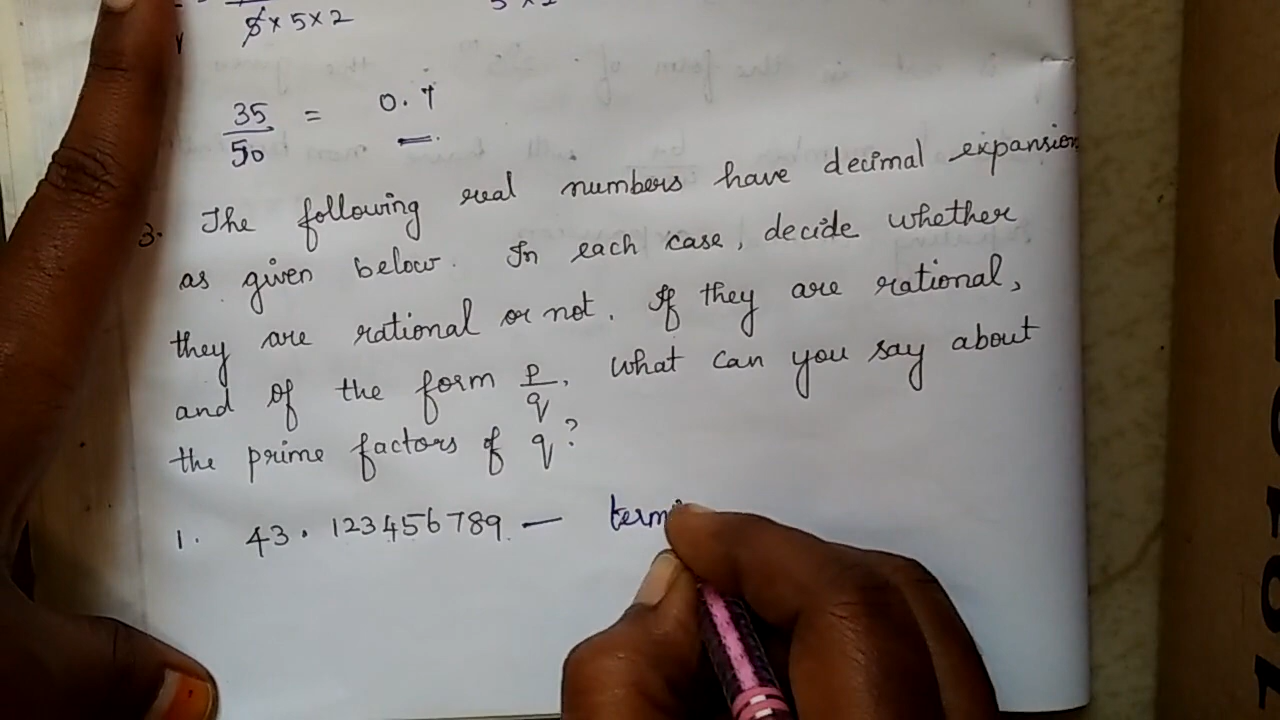 5 × 5 × 2
35/50 = 0.7
3. The following real numbers have decimal expansion
as given below. In each case, decide whether
they are rational or not. If they are rational,
and of the form p/q. What can you say about
the prime factors of q?
1. 43.123456789 — termi